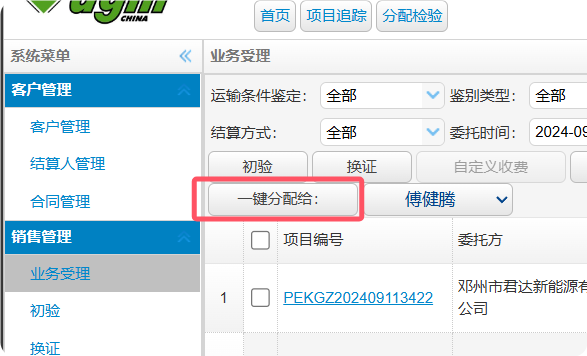 CHINA
首页 项目追踪 分配检验
系统菜单 «
业务受理
客户管理
客户管理
结算人管理
合同管理
销售管理
业务受理
初验
换证
运输条件鉴定： 全部 鉴别类型： 全部
结算方式： 全部 委托时间： 2024-09
初验 换证 自定义收费
一键分配给： 傅健腾
项目编号 委托方
1 PEKGZ202409113422 邓州市君达新能源有
公司